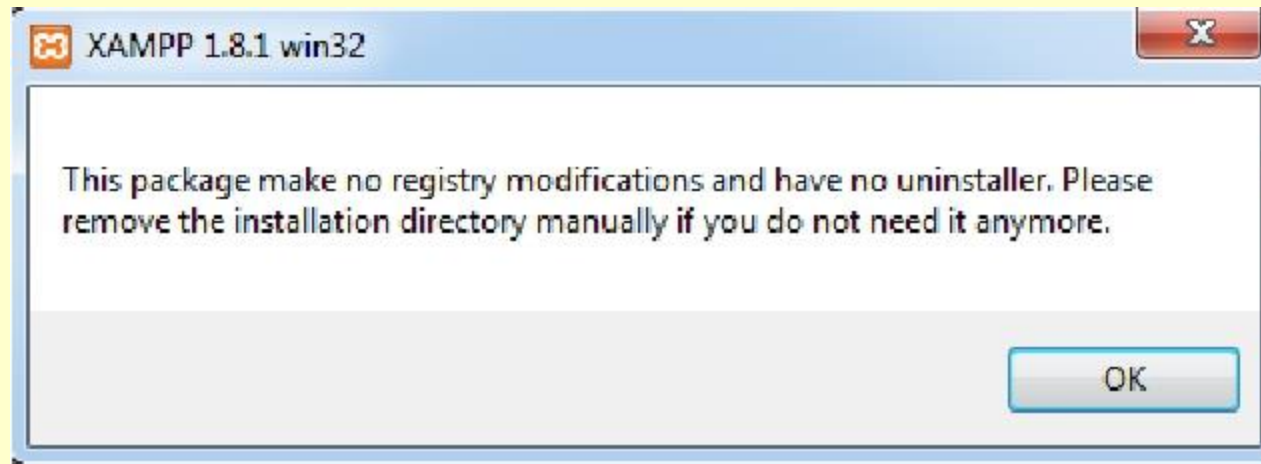 XAMPP 1.8.1 win32
This package make no registry modifications and have no uninstaller. Please
remove the installation directory manually if you do not need it anymore.
OK